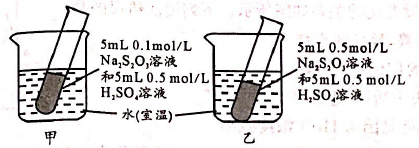 5mL 0.1mol/L
Na₂S₂O₃溶液
和5mL 0.5 mol/L
H₂SO₄溶液
水(室温)
甲
5mL 0.5mol/L
Na₂S₂O₃溶液
和5mL 0.5 mol/L
H₂SO₄溶液
乙